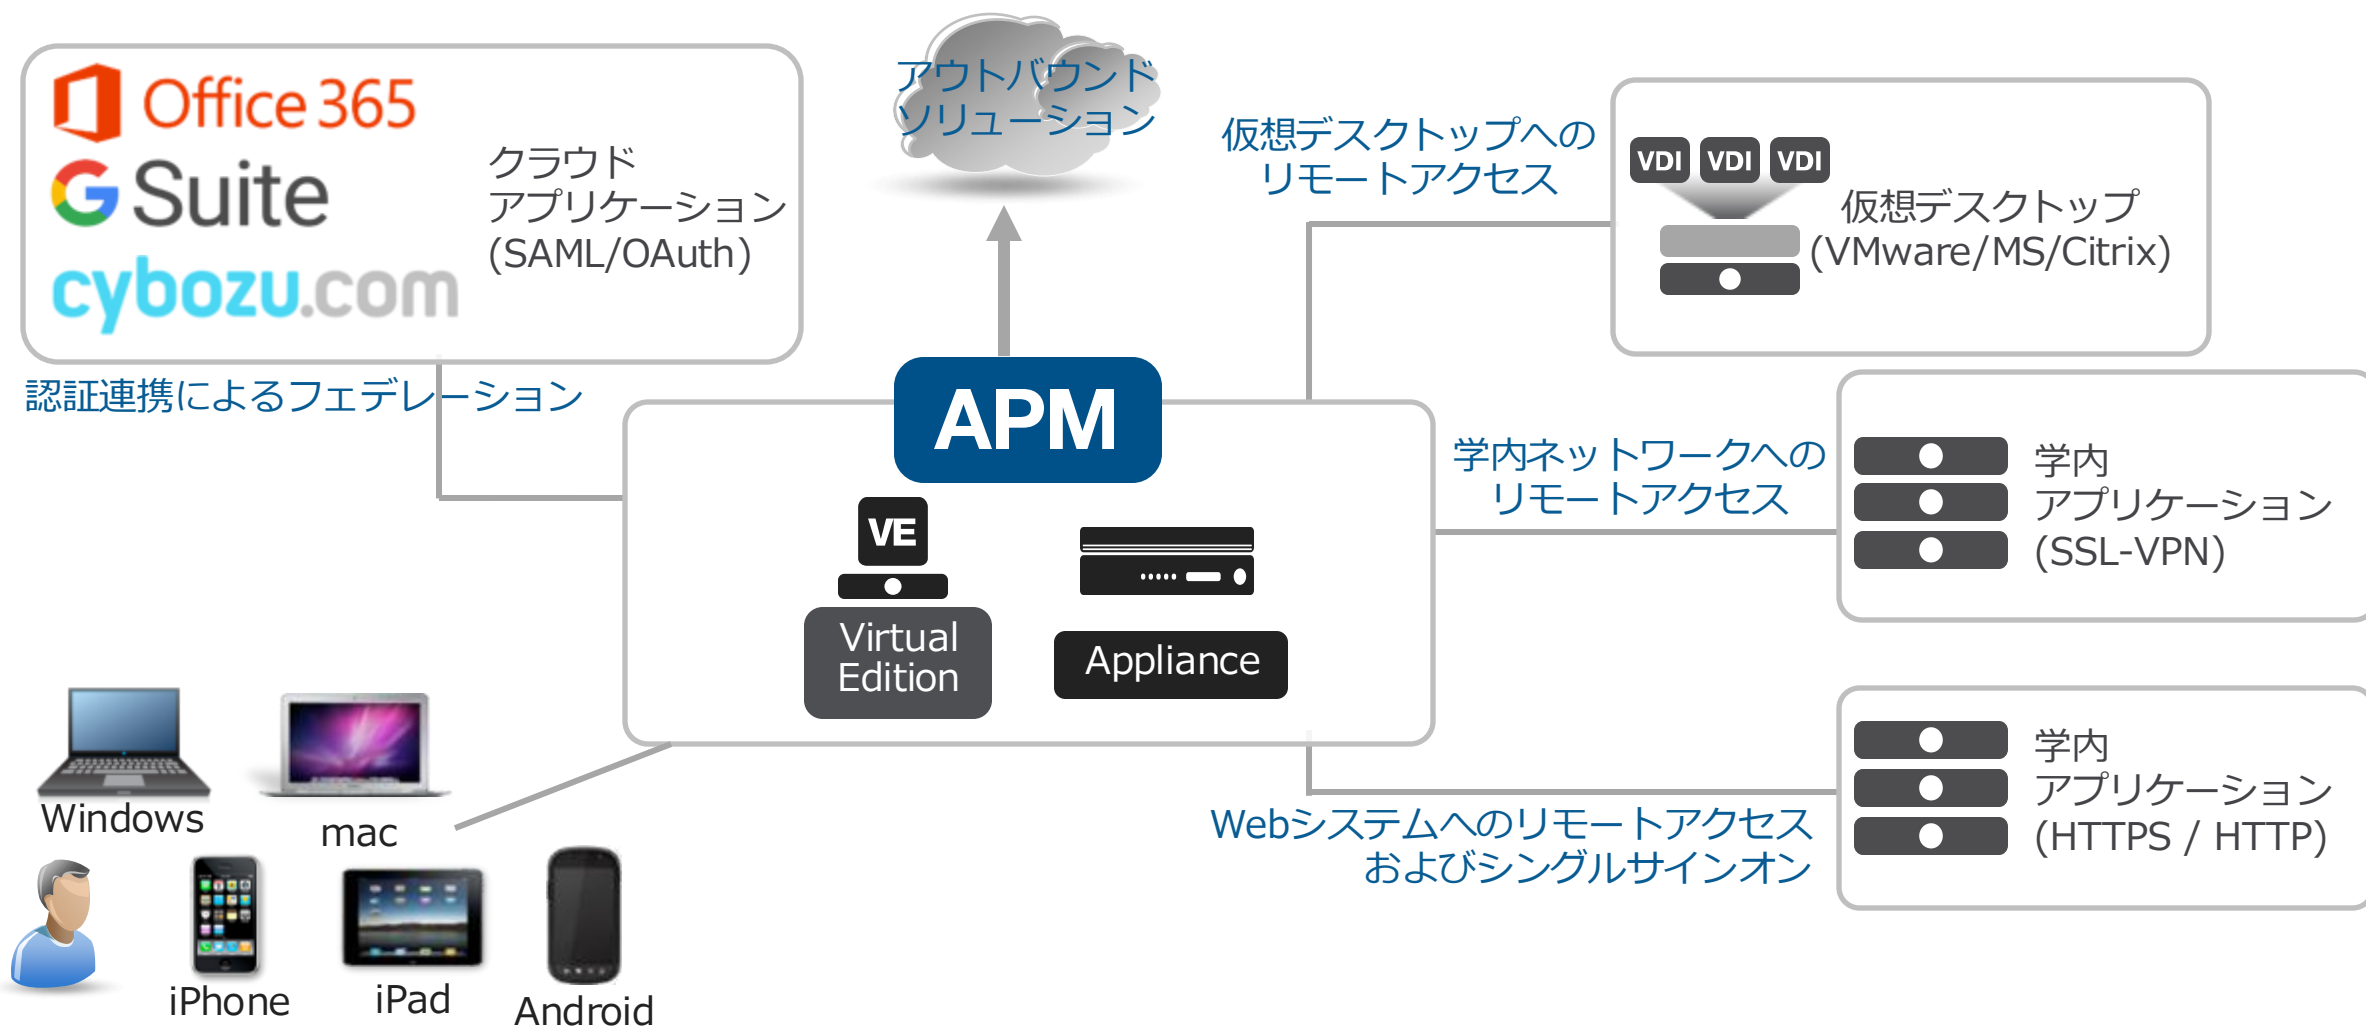 Office 365
G Suite
cybozu.com
クラウド
アプリケーション
(SAML/OAuth)
認証連携によるフェデレーション
アウトバウンド
ソリューション
仮想デスクトップへの
リモートアクセス
VDI VDI VDI
仮想デスクトップ
(VMware/MS/Citrix)
APM
VE
Virtual
Edition
Appliance
学内ネットワークへの
リモートアクセス
学内
アプリケーション
(SSL-VPN)
Webシステムへのリモートアクセス
およびシングルサインオン
学内
アプリケーション
(HTTPS / HTTP)
Windows
mac
iPhone
iPad
Android